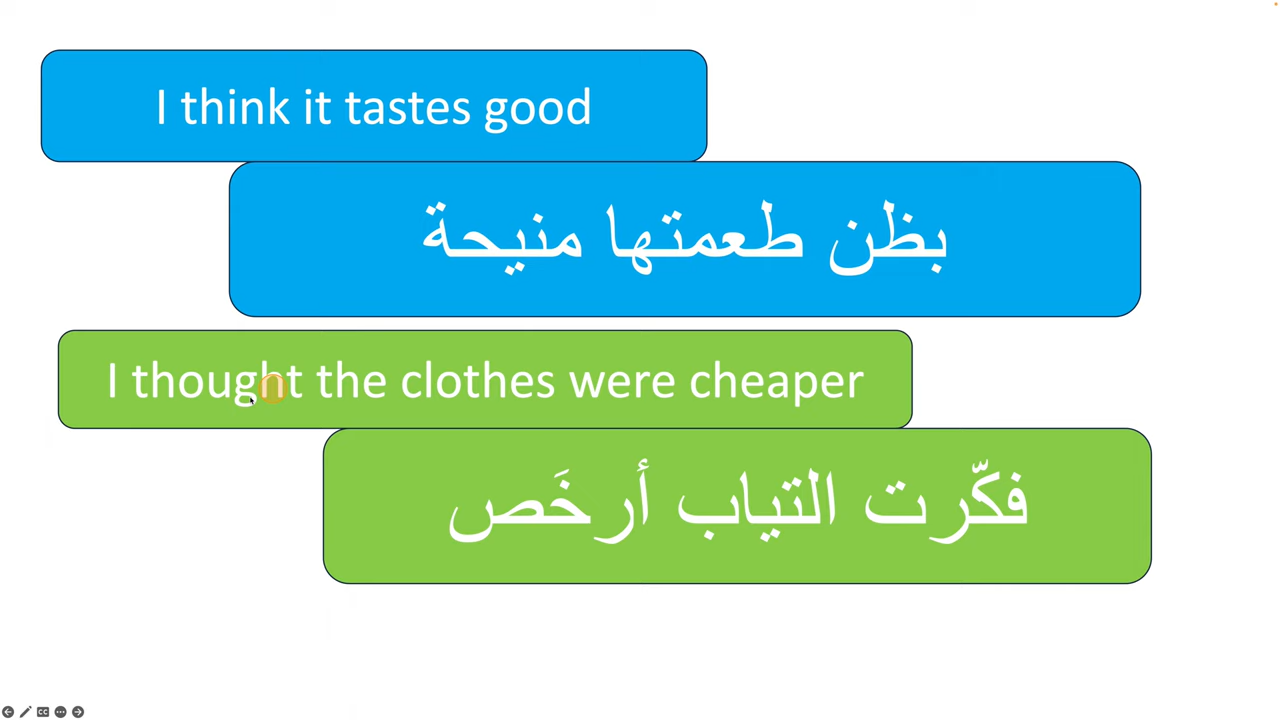 I think it tastes good
بظن طعمتها منيحة
I thought the clothes were cheaper
فكّرت التياب أرخَص